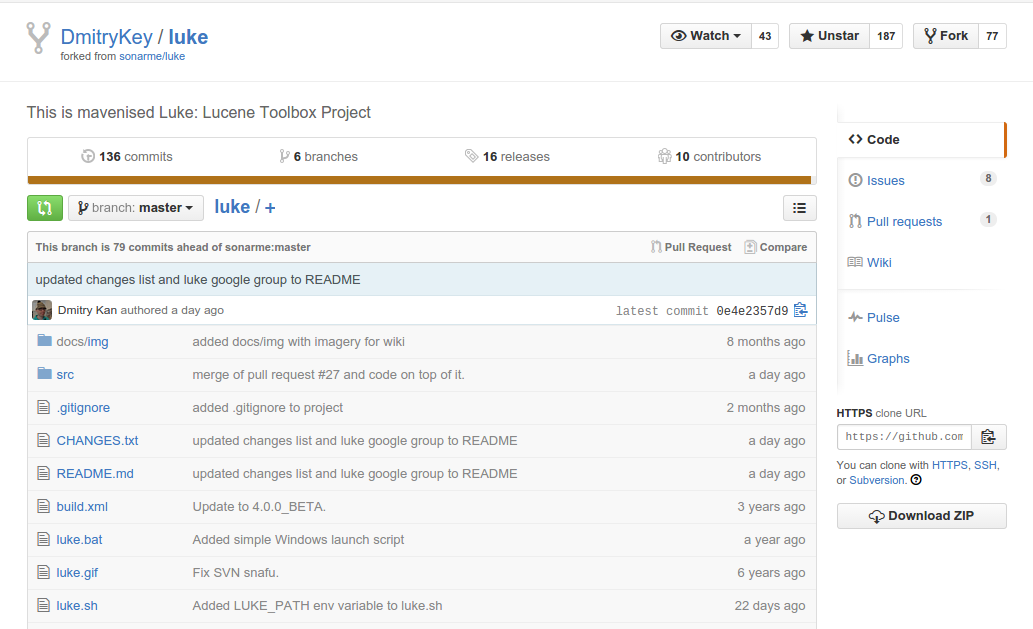 DmitryKey / luke
forked from sonarme/luke
Watch 43 Unstar 187 Fork 77
This is mavenised Luke: Lucene Toolbox Project
136 commits 6 branches 16 releases 10 contributors
branch: master luke / +
This branch is 79 commits ahead of sonarme:master Pull Request Compare
updated changes list and luke google group to README
Dmitry Kan authored a day ago latest commit 0e4e2357d9
docs/img added docs/img with imagery for wiki 8 months ago
src merge of pull request #27 and code on top of it. a day ago
.gitignore added .gitignore to project 2 months ago
CHANGES.txt updated changes list and luke google group to README a day ago
README.md updated changes list and luke google group to README a day ago
build.xml Update to 4.0.0_BETA. 3 years ago
luke.bat Added simple Windows launch script a year ago
luke.gif Fix SVN snafu. 6 years ago
luke.sh Added LUKE_PATH env variable to luke.sh 22 days ago
Code
Issues 8
Pull requests 1
Wiki
Pulse
Graphs
HTTPS clone URL
https://github.com
You can clone with HTTPS, SSH,
or Subversion.
Download ZIP